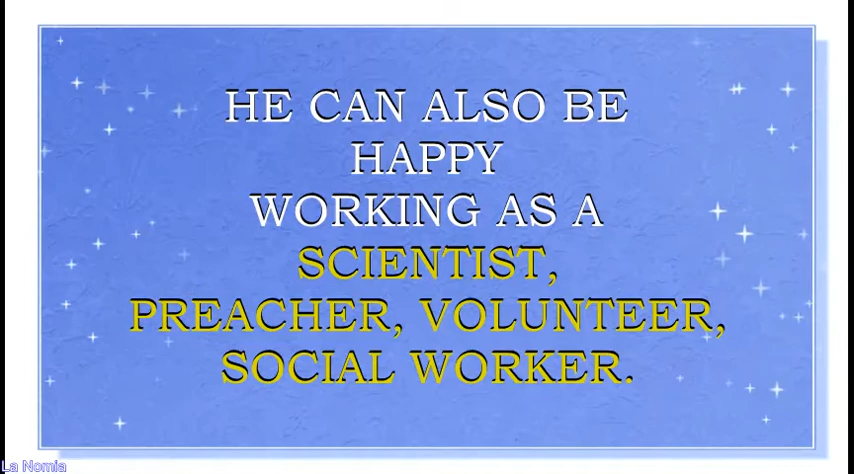 HE CAN ALSO BE
HAPPY
WORKING AS A
SCIENTIST,
PREACHER, VOLUNTEER,
SOCIAL WORKER.
La Nomia